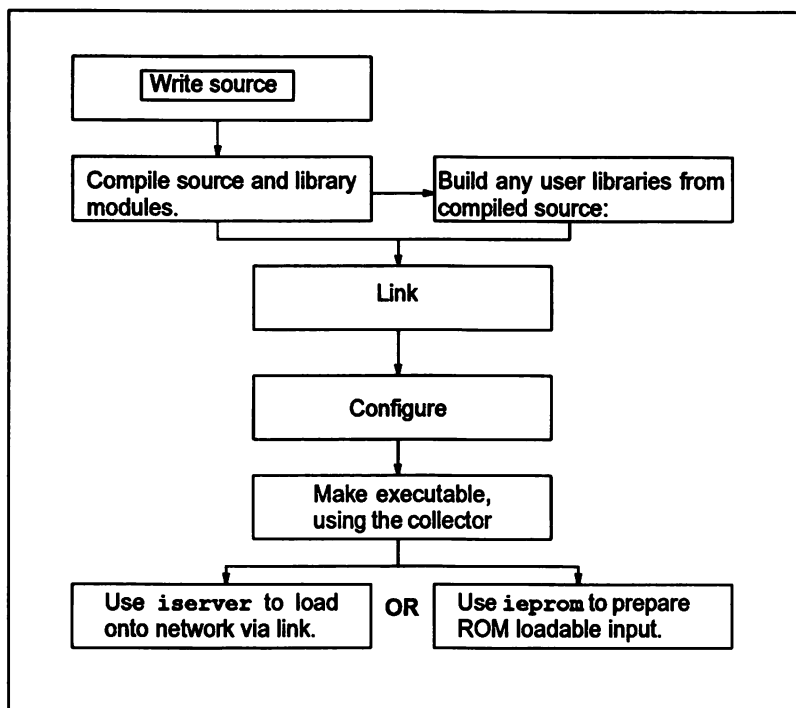 Write source
Compile source and library
modules.
Build any user libraries from
compiled source:
Link
Configure
Make executable,
using the collector
Use iserver to load
onto network via link.
OR
Use ieprom to prepare
ROM loadable input.